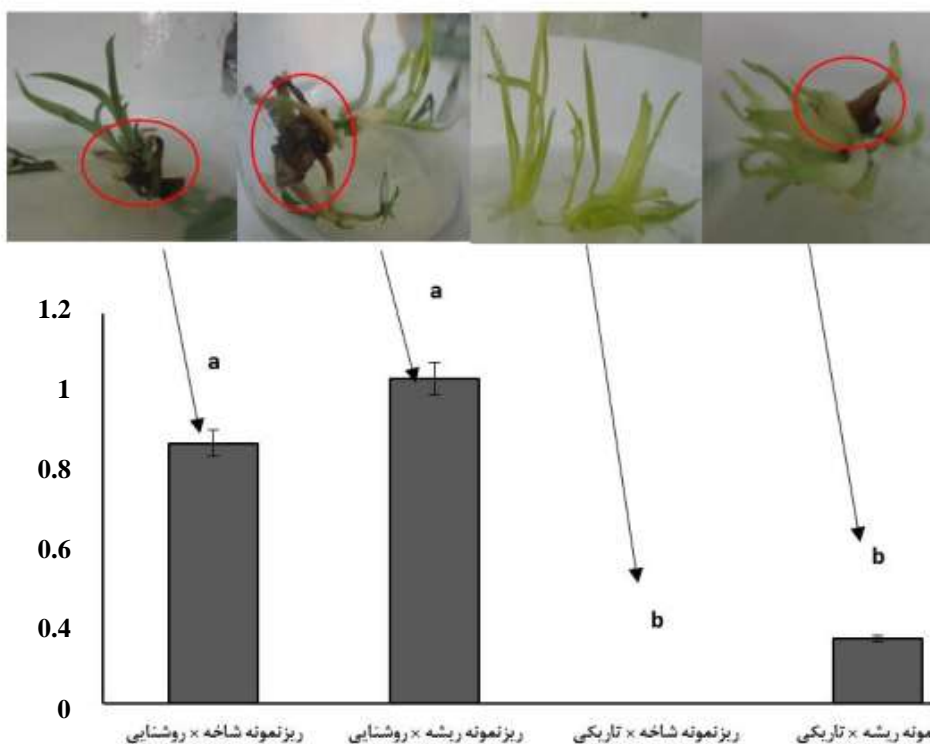 a
a
b
b
1.2
1
0.8
0.6
0.4
0
ریزنمونه شاخه × روشنایی
ریزنمونه ریشه × روشنایی
ریزنمونه شاخه × تاریکی
نمونه ریشه × تاریکی